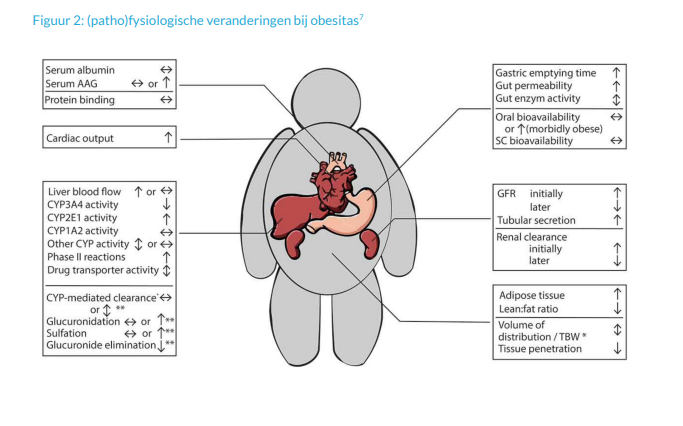 Figuur 2: (patho)fysiologische veranderingen bij obesitas⁷
Serum albumin ↔
Serum AAG ↔ or ↑
Protein binding ↔
Cardiac output ↑
Liver blood flow ↑ or ↔
CYP3A4 activity ↓
CYP2E1 activity ↑
CYP1A2 activity ↔
Other CYP activity ↕ or ↔
Phase II reactions ↑
Drug transporter activity ↕
CYP-mediated clearance* ↔
or ↕ **
Glucuronidation ↔ or ↑**
Sulfation ↔ or ↑**
Glucuronide elimination ↓**
Gastric emptying time ↑
Gut permeability ↑
Gut enzym activity ↕
Oral bioavailability ↔
or ↑(morbidly obese)
SC bioavailability ↔
GFR initially ↑
later ↓
Tubular secretion ↑
Renal clearance
initially ↑
later ↓
Adipose tissue ↑
Lean:fat ratio ↓
Volume of
distribution / TBW * ↕
Tissue penetration ↓